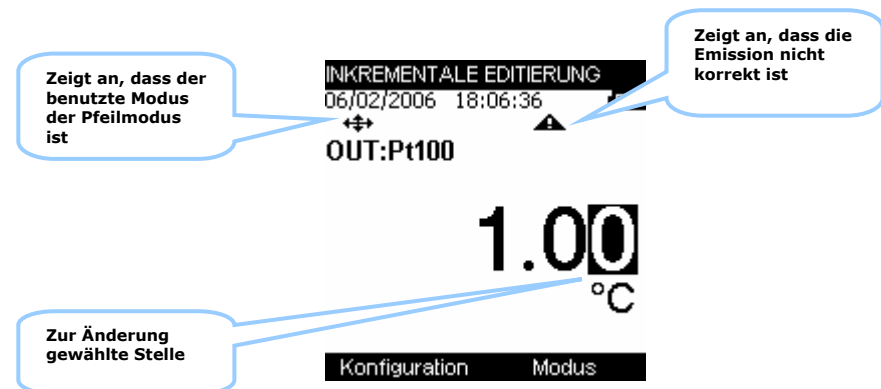 Zeigt an, dass die
Emission nicht
korrekt ist
Zeigt an, dass der
benutzte Modus
der Pfeilmodus
ist
INKREMENTALE EDITIERUNG
06/02/2006 18:06:36
OUT:Pt100
1.00
°C
Zur Änderung
gewählte Stelle
Konfiguration Modus